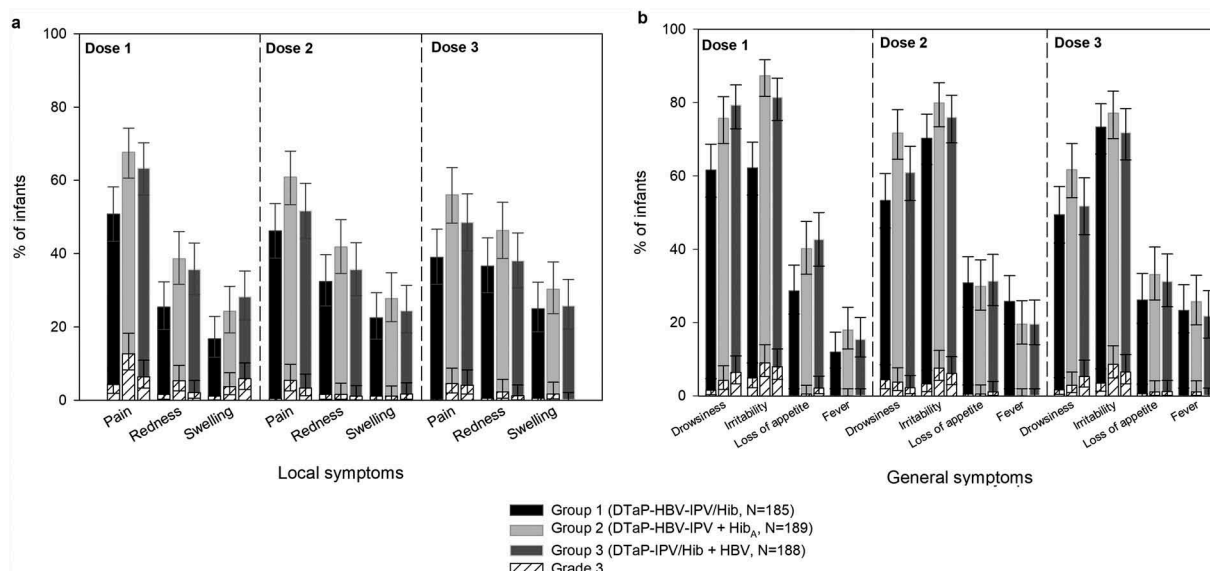 a
Dose 1
Dose 2
Dose 3
100
80
60
40
20
0
% of infants
Pain
Redness
Swelling
Pain
Redness
Swelling
Pain
Redness
Swelling
Local symptoms
b
Dose 1
Dose 2
Dose 3
100
80
60
40
20
0
% of infants
Drowsiness
Irritability
Loss of appetite
Fever
Drowsiness
Irritability
Loss of appetite
Fever
Drowsiness
Irritability
Loss of appetite
Fever
General symptoms
Group 1 (DTaP-HBV-IPV/Hib, N=185)
Group 2 (DTaP-HBV-IPV + HibA, N=189)
Group 3 (DTaP-IPV/Hib + HBV, N=188)
Grade 3